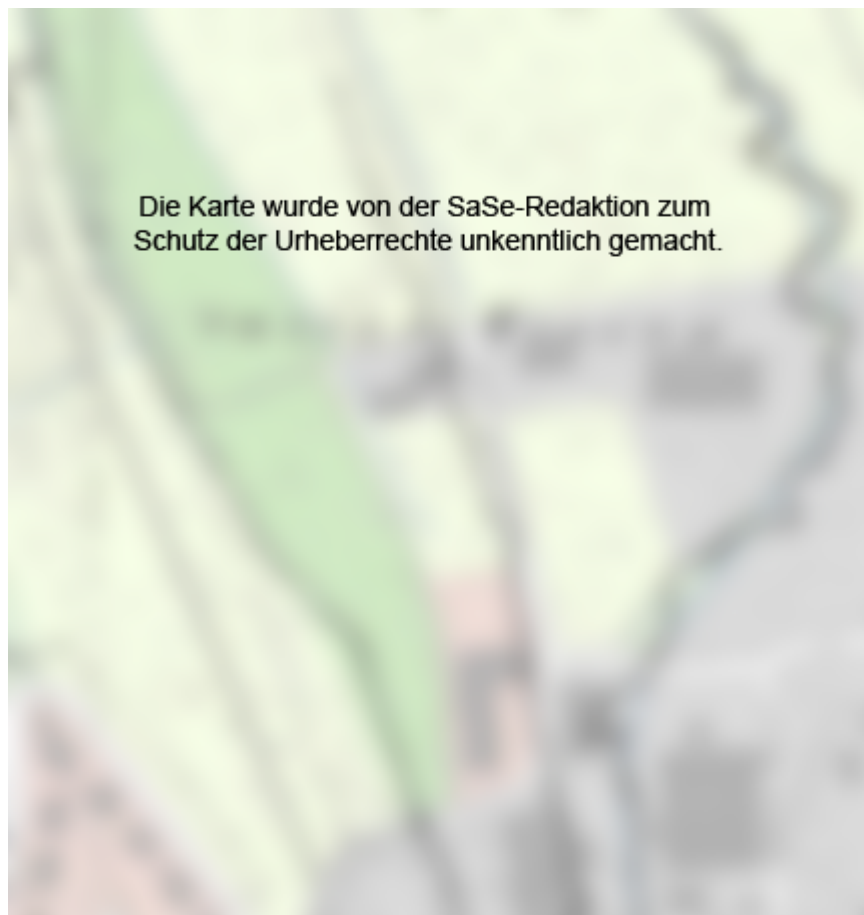 Die Karte wurde von der SaSe-Redaktion zum
Schutz der Urheberrechte unkenntlich gemacht.